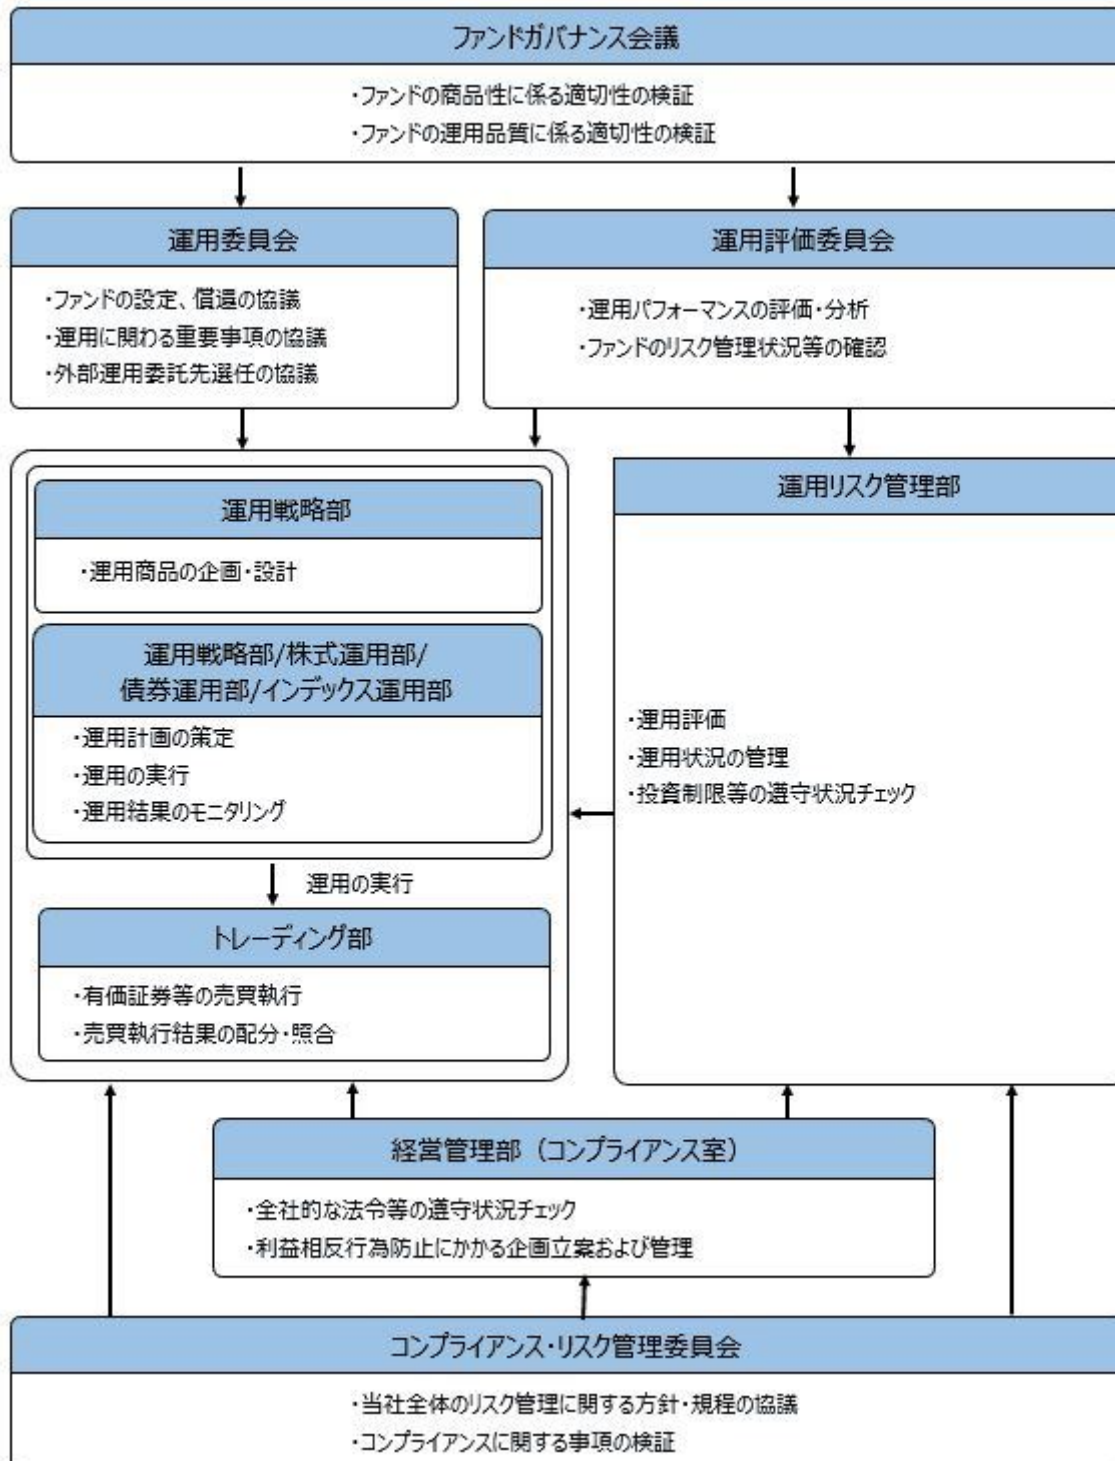 ファンドガバナンス会議
・ファンドの商品性に係る適切性の検証
・ファンドの運用品質に係る適切性の検証
運用委員会
・ファンドの設定、償還の協議
・運用に関わる重要事項の協議
・外部運用委託先選任の協議
運用評価委員会
・運用パフォーマンスの評価・分析
・ファンドのリスク管理状況等の確認
運用戦略部
・運用商品の企画・設計
運用戦略部/株式運用部/
債券運用部/インデックス運用部
・運用計画の策定
・運用の実行
・運用結果のモニタリング
運用の実行
トレーディング部
・有価証券等の売買執行
・売買執行結果の配分・照合
運用リスク管理部
・運用評価
・運用状況の管理
・投資制限等の遵守状況チェック
経営管理部（コンプライアンス室）
・全社的な法令等の遵守状況チェック
・利益相反行為防止にかかる企画立案および管理
コンプライアンス・リスク管理委員会
・当社全体のリスク管理に関する方針・規程の協議
・コンプライアンスに関する事項の検証